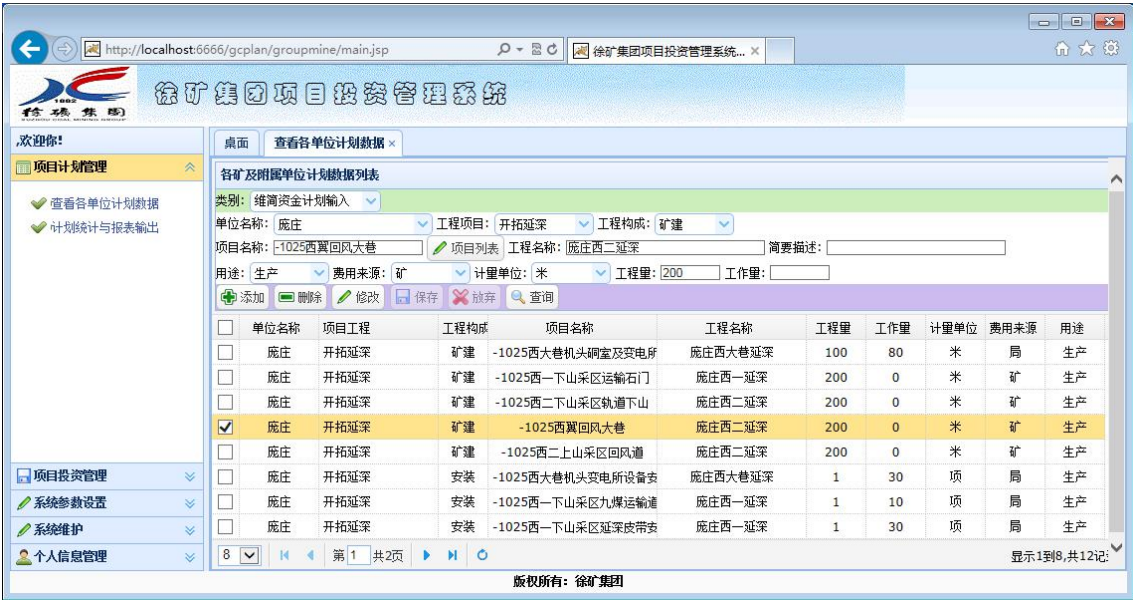 http://localhost:6666/gcplan/groupmine/main.jsp 徐矿集团项目投资管理系统... ×
1882
徐矿集团 徐矿集团项目投资管理系统
,欢迎你! 桌面 查看各单位计划数据 ×
项目计划管理
查看各单位计划数据
计划统计与报表输出
项目投资管理
系统参数设置
系统维护
个人信息管理
各矿及附属单位计划数据列表
类别: 维简资金计划输入
单位名称: 庞庄 工程项目: 开拓延深 工程构成: 矿建
项目名称: -1025西翼回风大巷 项目列表 工程名称: 庞庄西二延深 简要描述:
用途: 生产 费用来源: 矿 计量单位: 米 工程量: 200 工作量:
添加 删除 修改 保存 放弃 查询
单位名称 项目工程 工程构成 项目名称 工程名称 工程量 工作量 计量单位 费用来源 用途
庞庄 开拓延深 矿建 -1025西大巷机头硐室及变电所 庞庄西大巷延深 100 80 米 局 生产
庞庄 开拓延深 矿建 -1025西一下山采区运输石门 庞庄西一延深 200 0 米 矿 生产
庞庄 开拓延深 矿建 -1025西二下山采区轨道下山 庞庄西二延深 200 0 米 矿 生产
庞庄 开拓延深 矿建 -1025西翼回风大巷 庞庄西二延深 200 0 米 矿 生产
庞庄 开拓延深 矿建 -1025西二上山采区回风道 庞庄西二延深 200 0 米 矿 生产
庞庄 开拓延深 安装 -1025西大巷机头变电所设备安 庞庄西大巷延深 1 30 项 局 生产
庞庄 开拓延深 安装 -1025西一下山采区九煤运输道 庞庄西一延深 1 10 项 局 生产
庞庄 开拓延深 安装 -1025西一下山采区延深皮带安 庞庄西一延深 1 30 项 局 生产
8 第 1 共2页 显示1到8,共12记
版权所有: 徐矿集团